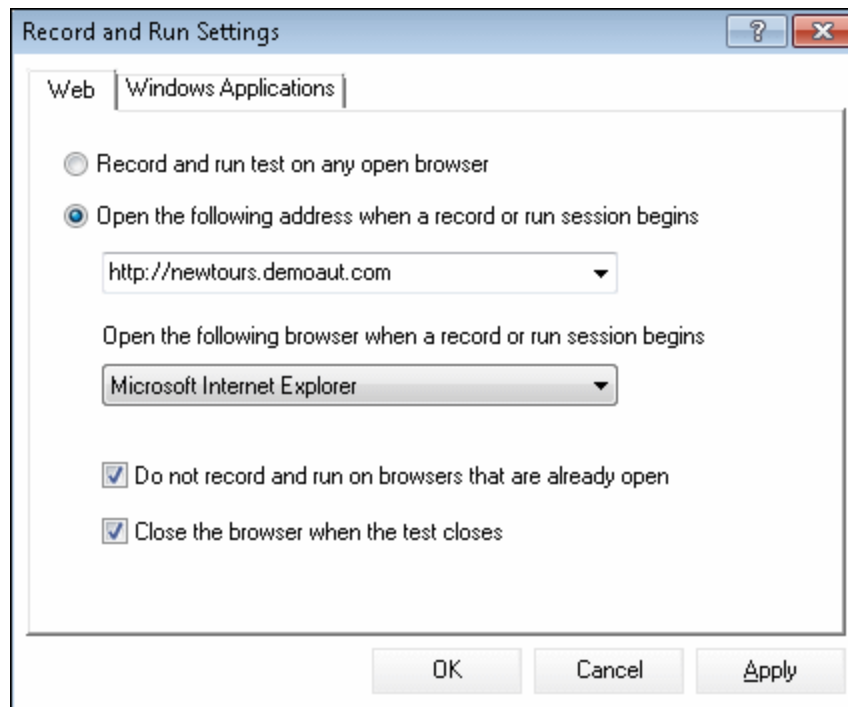 Record and Run Settings
?
Web
Windows Applications
Record and run test on any open browser
Open the following address when a record or run session begins
http://newtours.demoaut.com
Open the following browser when a record or run session begins
Microsoft Internet Explorer
Do not record and run on browsers that are already open
Close the browser when the test closes
OK Cancel Apply